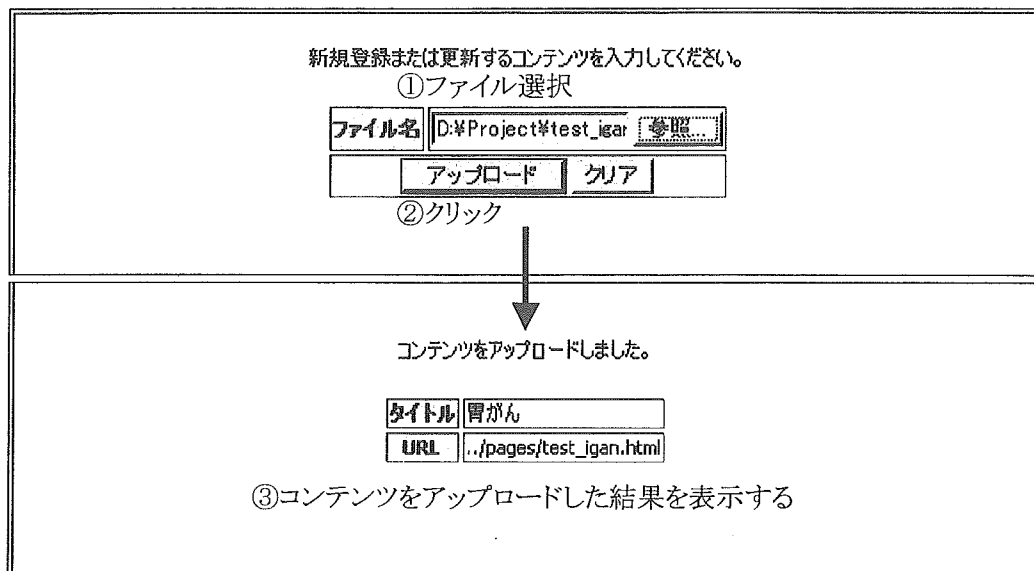 新規登録または更新するコンテンツを入力してください。
①ファイル選択
ファイル名 D:¥Project¥test_igar 参照...
アップロード クリア
②クリック
コンテンツをアップロードしました。
タイトル 胃がん
URL ../pages/test_igan.html
③コンテンツをアップロードした結果を表示する